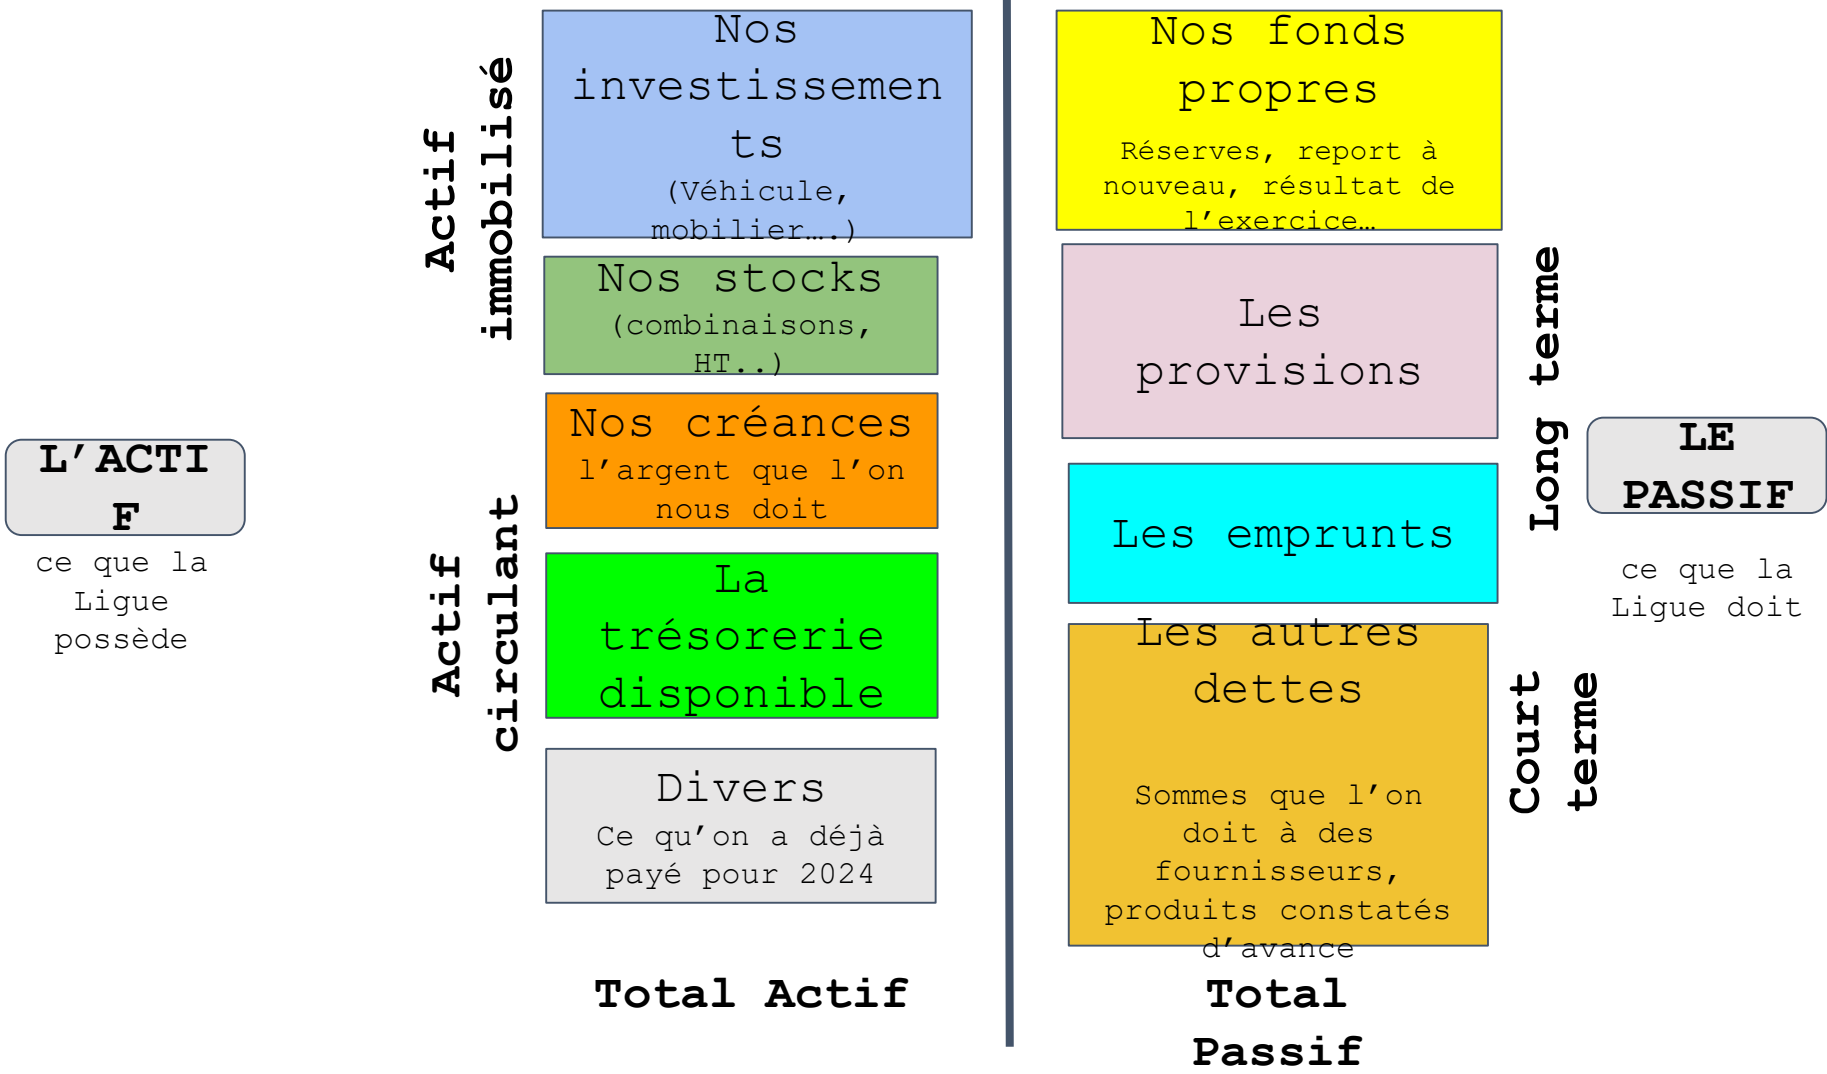 L'ACTI
F
ce que la
Ligue
possède
Actif
immobilisé
Nos
investissemen
ts
(Véhicule,
mobilier….)
Nos stocks
(combinaisons,
HT..)
Actif
circulant
Nos créances
l'argent que l'on
nous doit
La
trésorerie
disponible
Divers
Ce qu'on a déjà
payé pour 2024
Total Actif
Nos fonds
propres
Réserves, report à
nouveau, résultat de
l'exercice…
Les
provisions
Les emprunts
Long terme
Les autres
dettes
Sommes que l'on
doit à des
fournisseurs,
produits constatés
d'avance
Court
terme
Total
Passif
LE
PASSIF
ce que la
Ligue doit